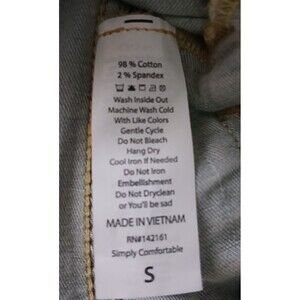 98 % Cotton
2 % Spandex
Wash Inside Out
Machine Wash Cold
With Like Colors
Gentle Cycle
Do Not Bleach
Hang Dry
Cool Iron If Needed
Do Not Iron
Embellishment
Do Not Dryclean
or You'll be sad
MADE IN VIETNAM
RN#142161
Simply Comfortable
S